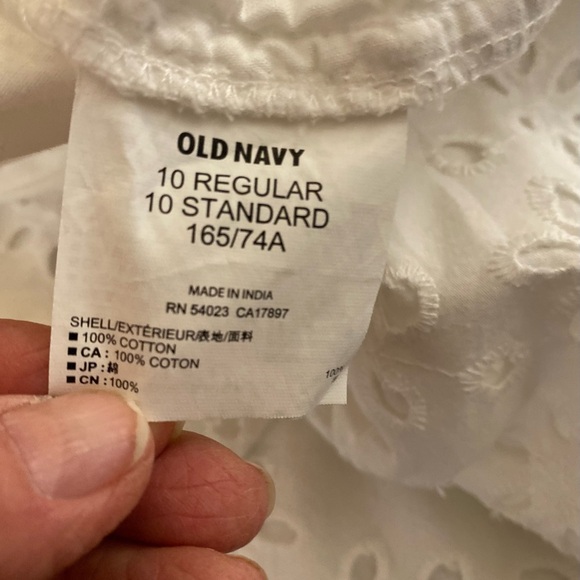 OLD NAVY
10 REGULAR
10 STANDARD
165/74A
MADE IN INDIA
RN 54023 CA17897
SHELL/EXTÉRIEUR/表地/面料
■ 100% COTTON
■ CA : 100% COTON
■ JP : 綿
■ CN : 100%